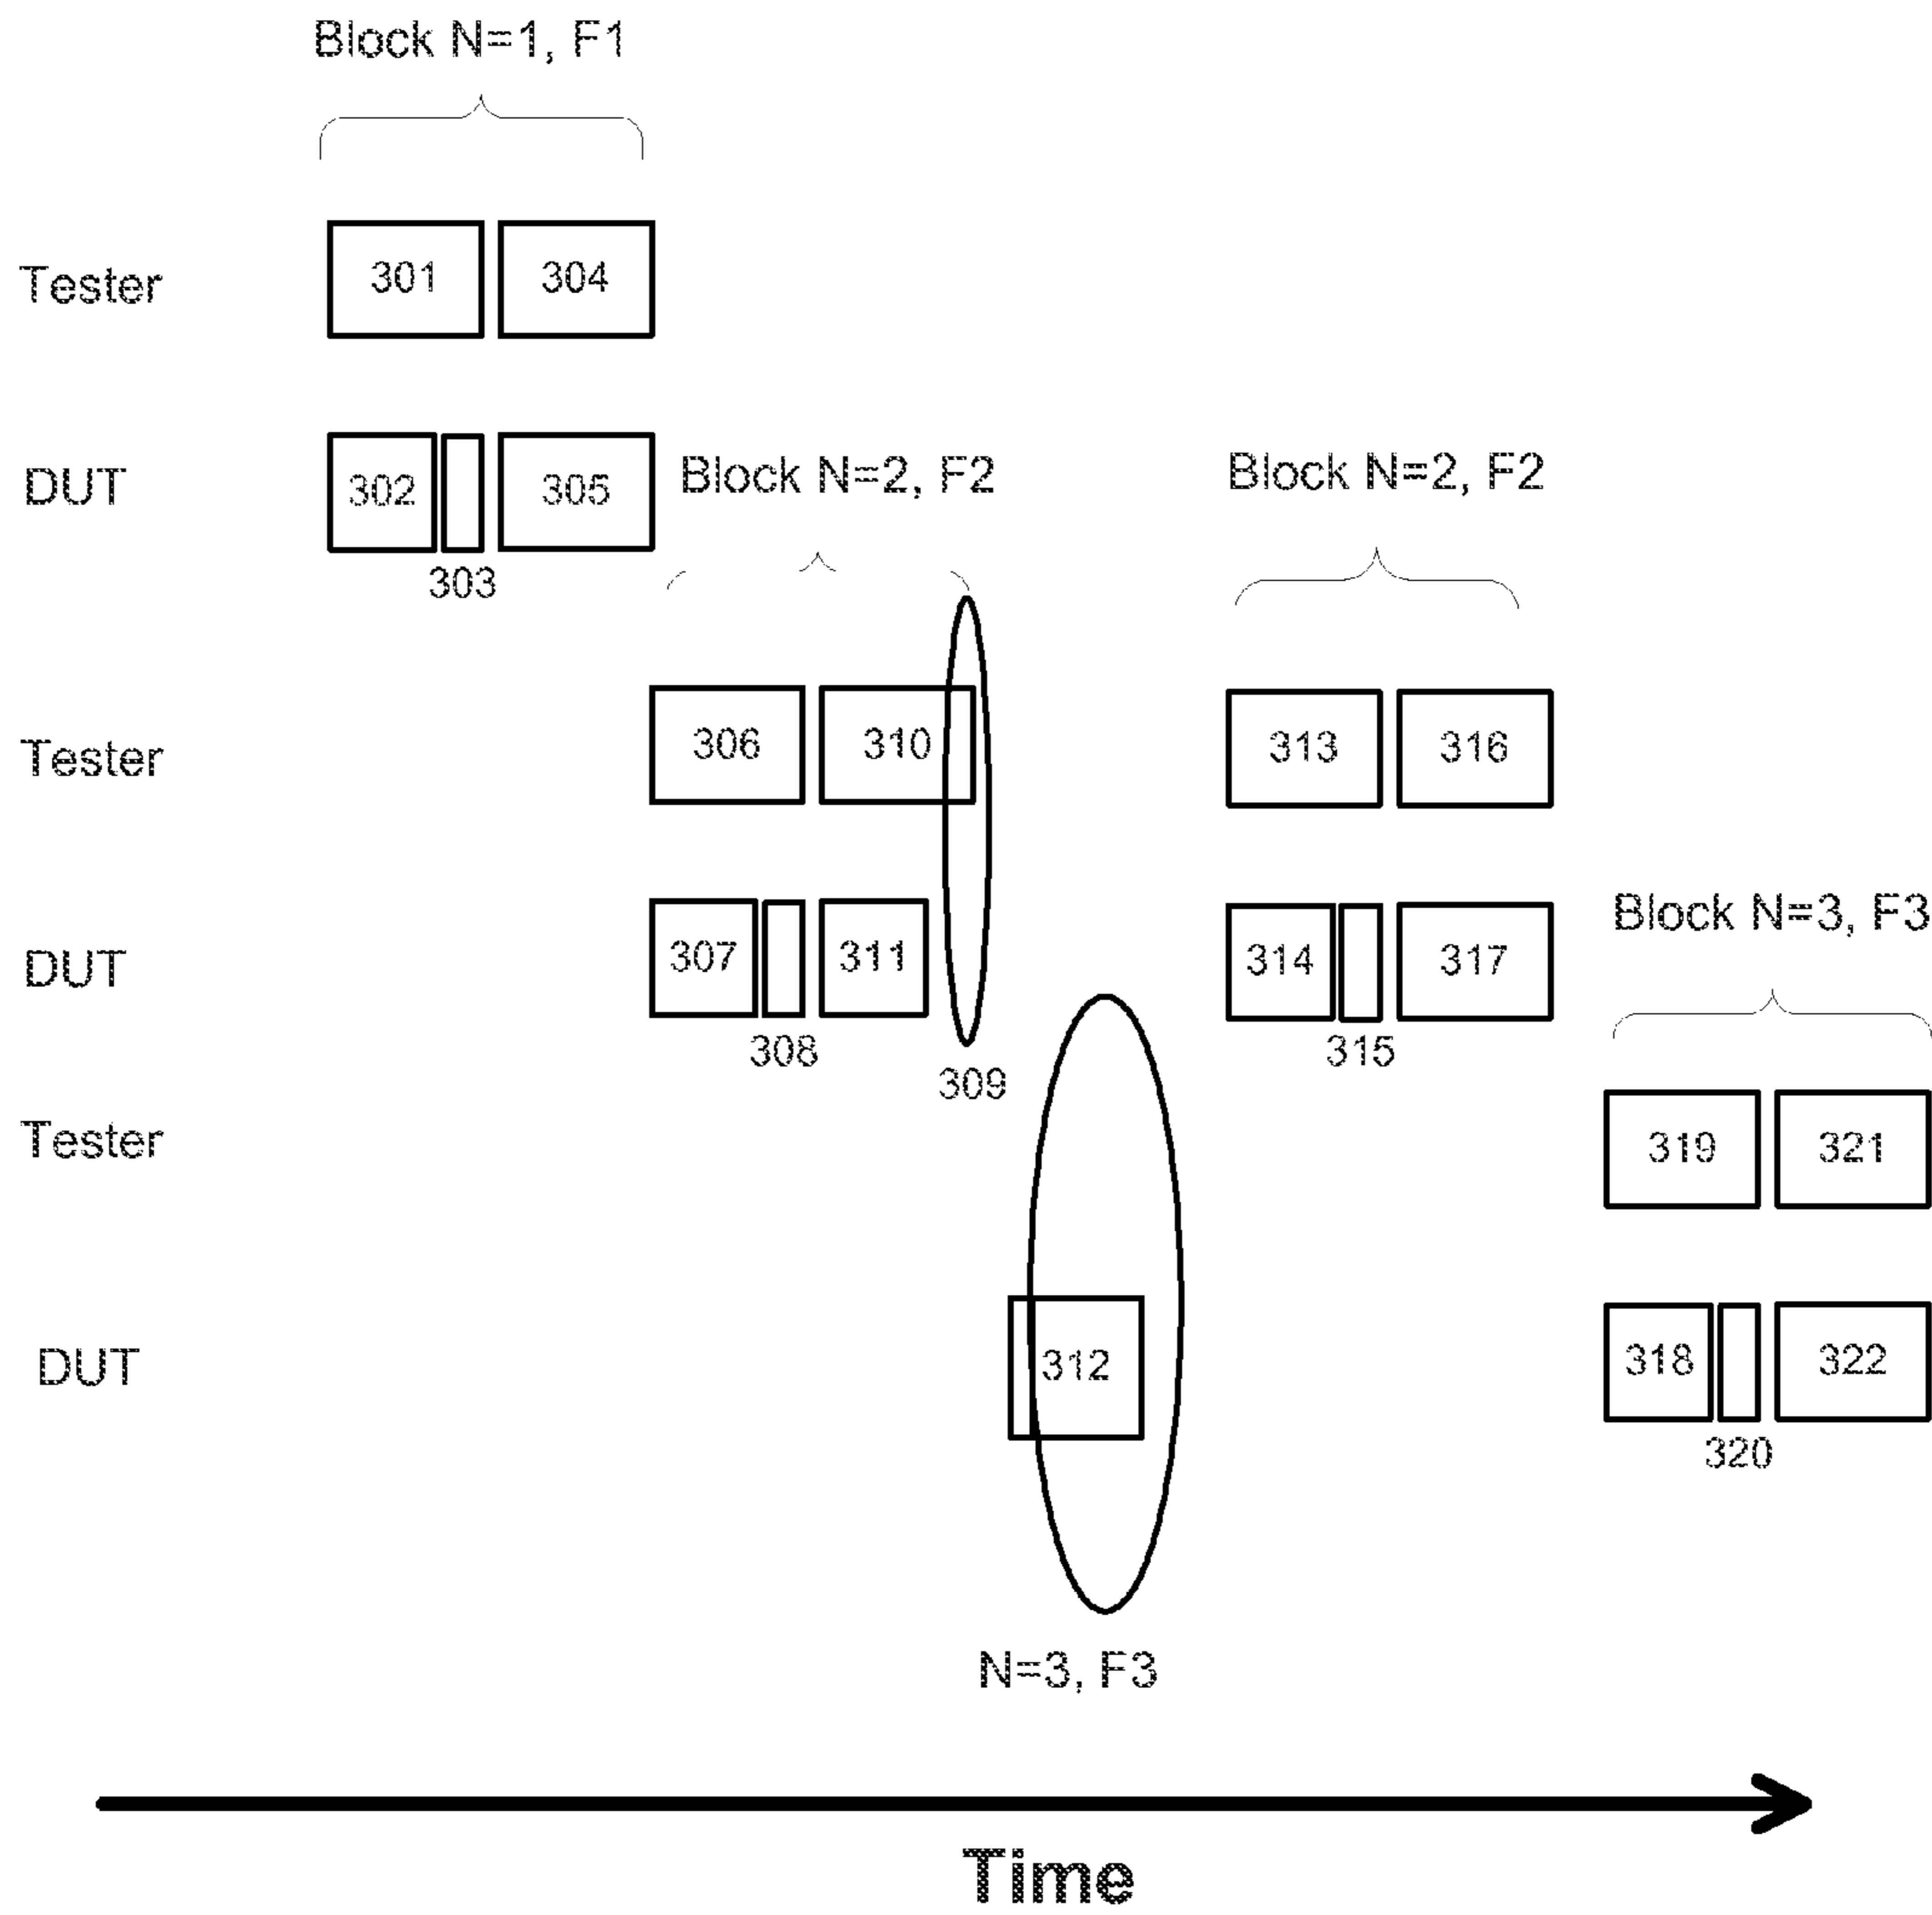 Block N=1, F1
Tester
301
304
DUT
302
305
303
Block N=2, F2
Block N=2, F2
Tester
306
310
313
316
DUT
307
311
314
317
308
309
315
Block N=3, F3
Tester
319
321
DUT
312
318
322
320
N=3, F3
Time